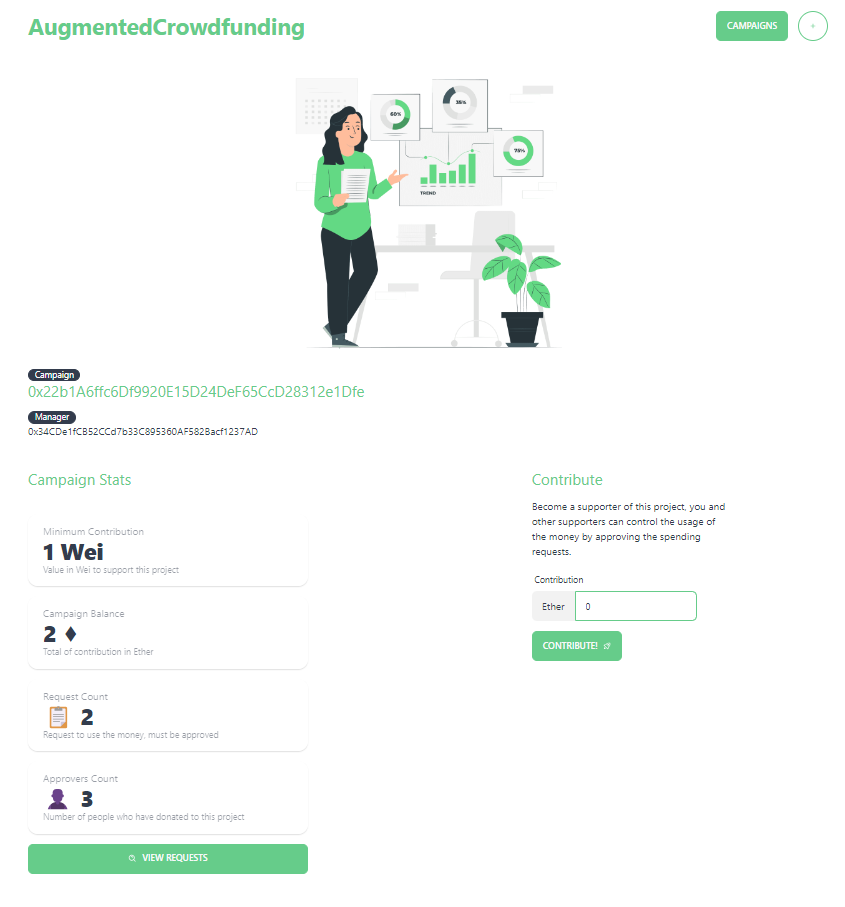 AugmentedCrowdfunding
CAMPAIGNS
+
60%
35%
75%
TREND
Campaign
0x22b1A6ffc6Df9920E15D24DeF65CcD28312e1Dfe
Manager
0x34CDe1fCB52CCd7b33C895360AF582Bacf1237AD
Campaign Stats
Minimum Contribution
1 Wei
Value in Wei to support this project
Campaign Balance
2 ♦
Total of contribution in Ether
Request Count
2
Request to use the money, must be approved
Approvers Count
3
Number of people who have donated to this project
VIEW REQUESTS
Contribute
Become a supporter of this project, you and
other supporters can control the usage of
the money by approving the spending
requests.
Contribution
Ether 0
CONTRIBUTE!